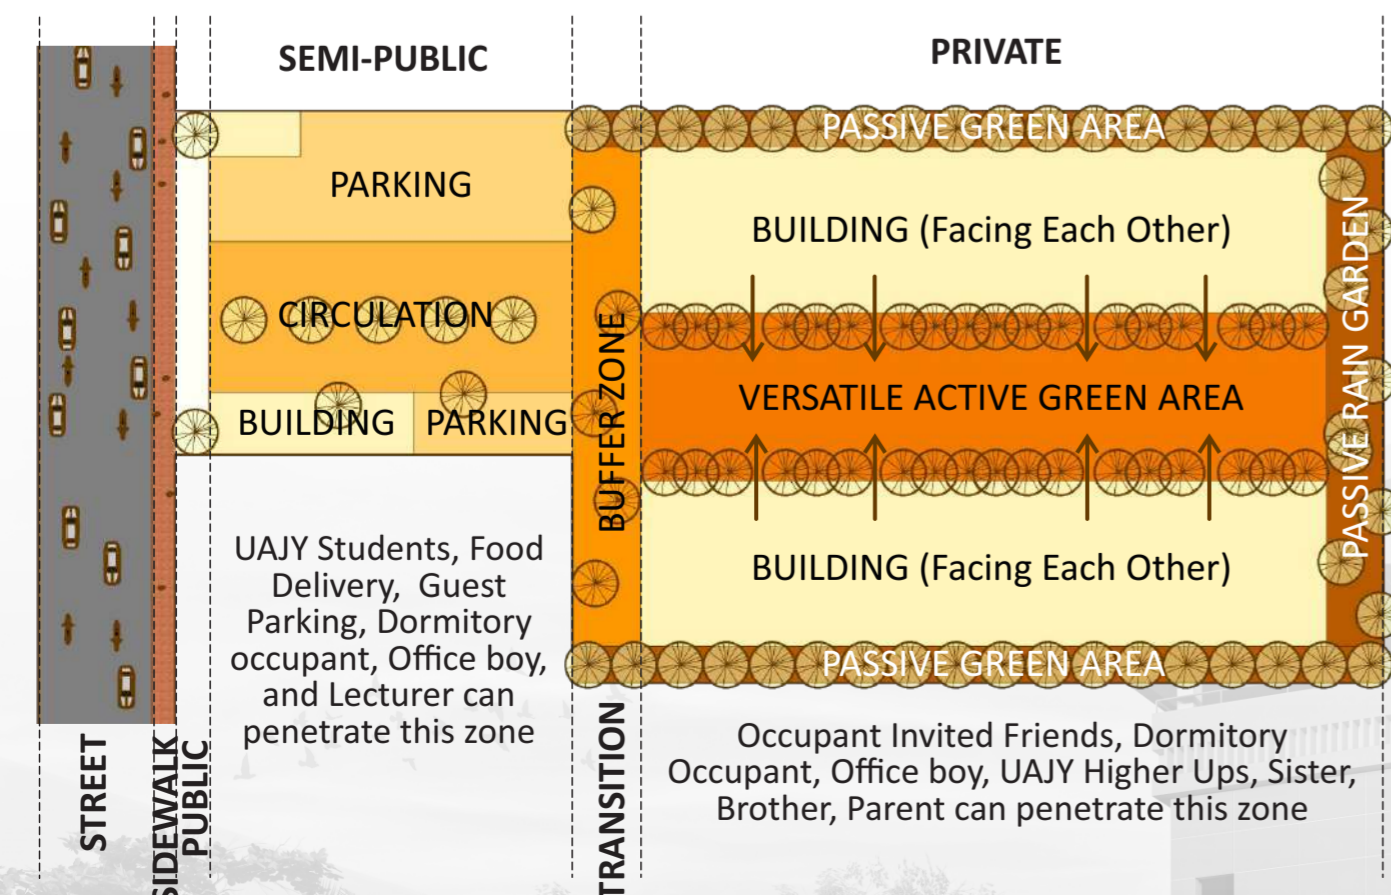 SEMI-PUBLIC
PRIVATE
PASSIVE GREEN AREA
PARKING
BUILDING (Facing Each Other)
CIRCULATION
VERSATILE ACTIVE GREEN AREA
BUILDING
PARKING
BUFFER ZONE
PASSIVE RAIN GARDEN
BUILDING (Facing Each Other)
PASSIVE GREEN AREA
UAJY Students, Food
Delivery, Guest
Parking, Dormitory
occupant, Office boy,
and Lecturer can
penetrate this zone
Occupant Invited Friends, Dormitory
Occupant, Office boy, UAJY Higher Ups, Sister,
Brother, Parent can penetrate this zone
STREET
SIDEWALK
PUBLIC
TRANSITION